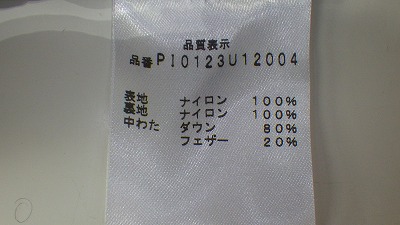 品質表示
品番PI0123U12004
表地 ナイロン 100%
裏地 ナイロン 100%
中わた ダウン 80%
フェザー 20%